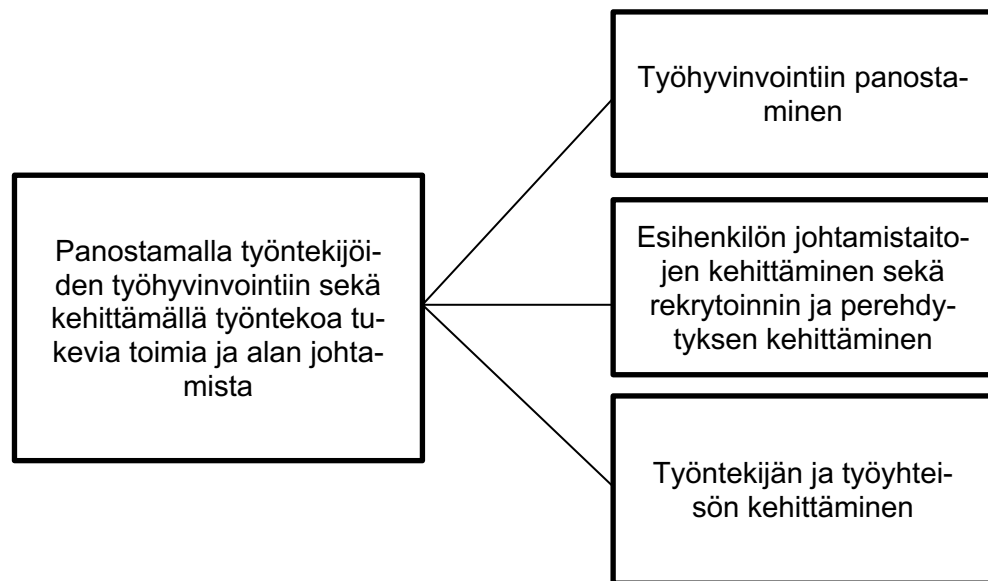 Panostamalla työntekijöi-
den työhyvinvointiin sekä
kehittämällä työntekoa tu-
kevia toimia ja alan johta-
mista
Työhyvinvointiin panosta-
minen
Esihenkilön johtamistaito-
jen kehittäminen sekä
rekrytoinnin ja perehdy-
tyksen kehittäminen
Työntekijän ja työyhtei-
sön kehittäminen